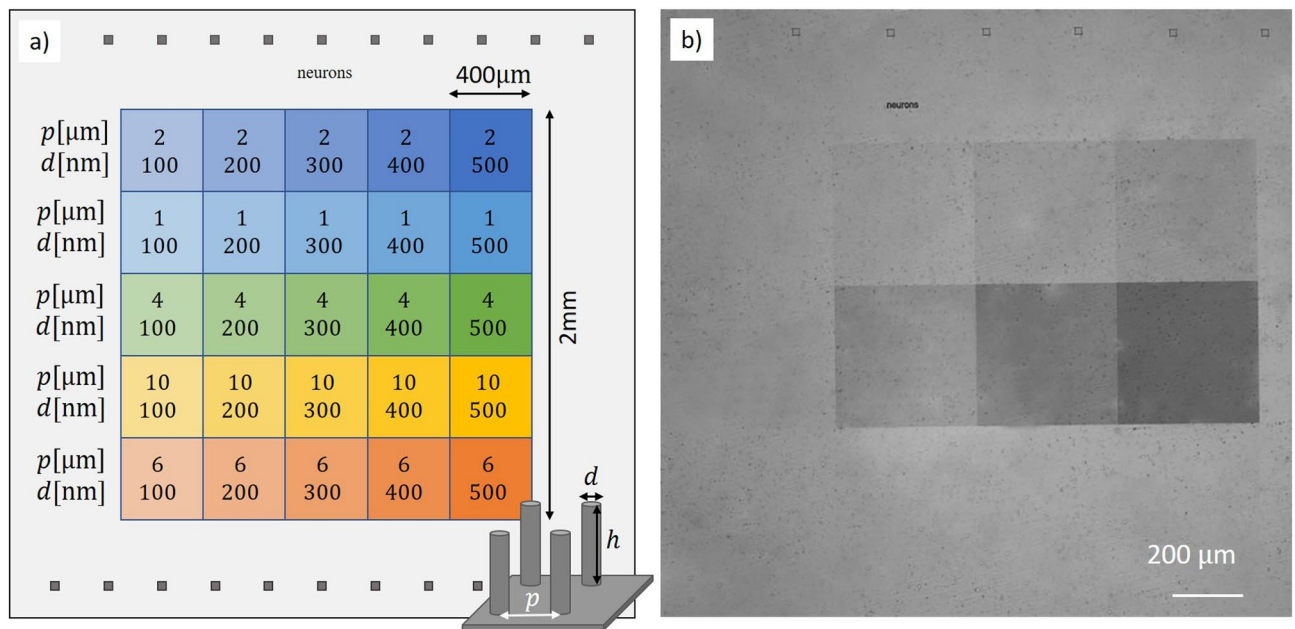 a)
neurons
400μm
p[μm] 2 2 2 2 2
d[nm] 100 200 300 400 500
p[μm] 1 1 1 1 1
d[nm] 100 200 300 400 500
p[μm] 4 4 4 4 4
d[nm] 100 200 300 400 500
p[μm] 10 10 10 10 10
d[nm] 100 200 300 400 500
p[μm] 6 6 6 6 6
d[nm] 100 200 300 400 500
2mm
d
h
p
b)
neurons
200 μm